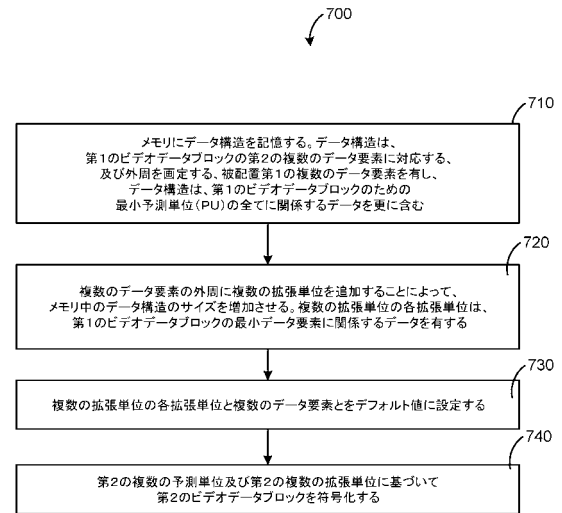 700
710
メモリにデータ構造を記憶する。データ構造は、
第1のビデオデータブロックの第2の複数のデータ要素に対応する、
及び外周を画定する、被配置第1の複数のデータ要素を有し、
データ構造は、第1のビデオデータブロックのための
最小予測単位(PU)の全てに関係するデータを更に含む
720
複数のデータ要素の外周に複数の拡張単位を追加することによって、
メモリ中のデータ構造のサイズを増加させる。複数の拡張単位の各拡張単位は、
第1のビデオデータブロックの最小データ要素に関係するデータを有する
730
複数の拡張単位の各拡張単位と複数のデータ要素とをデフォルト値に設定する
740
第2の複数の予測単位及び第2の複数の拡張単位に基づいて
第2のビデオデータブロックを符号化する